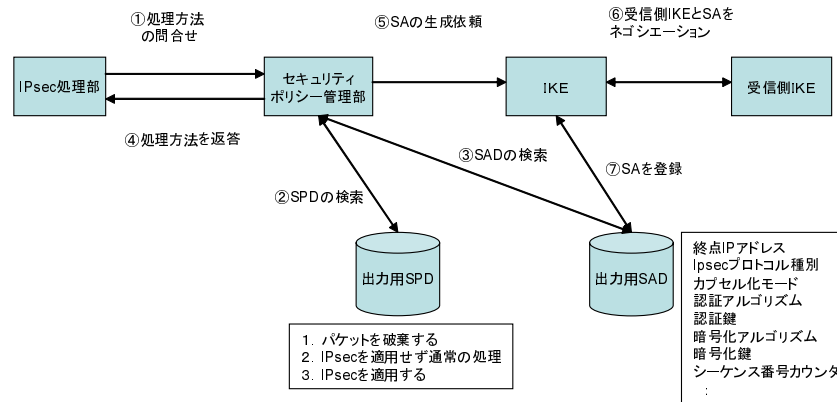 ①処理方法
の問合せ
⑤SAの生成依頼
⑥受信側IKEとSAを
ネゴシエーション
IPsec処理部
セキュリティ
ポリシー管理部
IKE
受信側IKE
④処理方法を返答
③SADの検索
②SPDの検索
⑦SAを登録
出力用SPD
出力用SAD
1. パケットを破棄する
2. IPsecを適用せず通常の処理
3. IPsecを適用する
終点IPアドレス
Ipsecプロトコル種別
カプセル化モード
認証アルゴリズム
認証鍵
暗号化アルゴリズム
暗号化鍵
シーケンス番号カウンタ
: